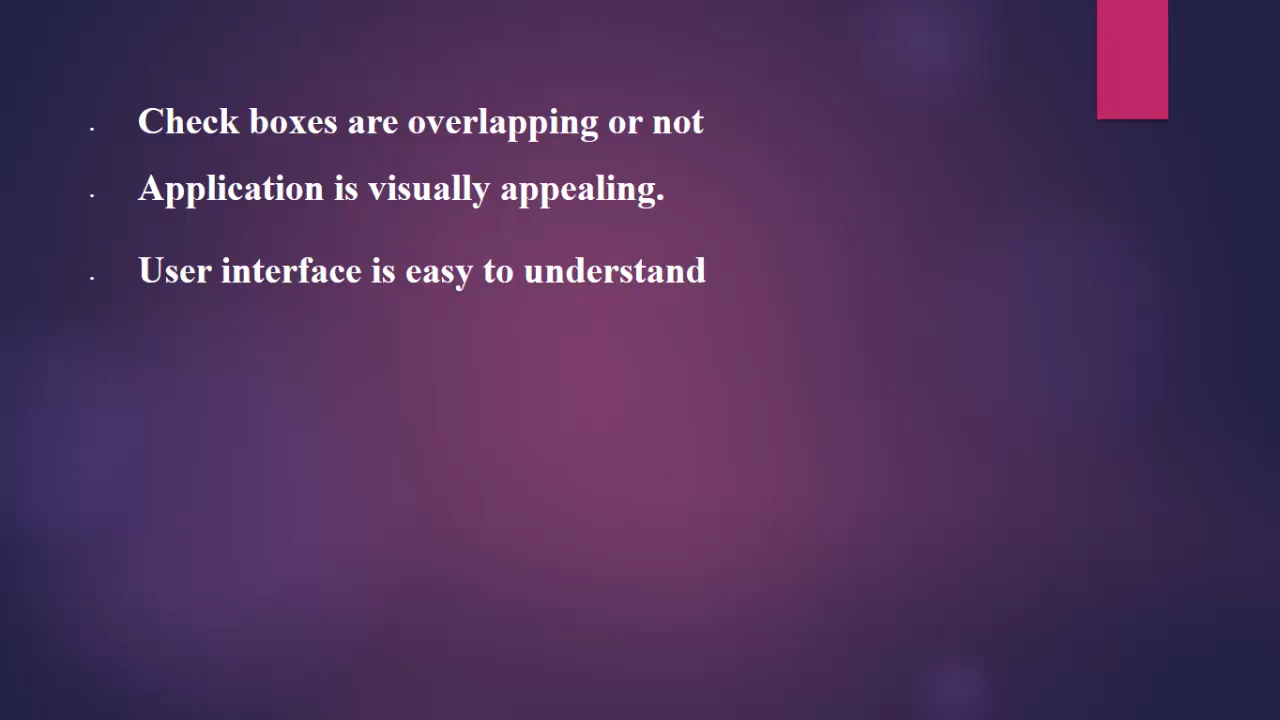 . Check boxes are overlapping or not
. Application is visually appealing.
. User interface is easy to understand